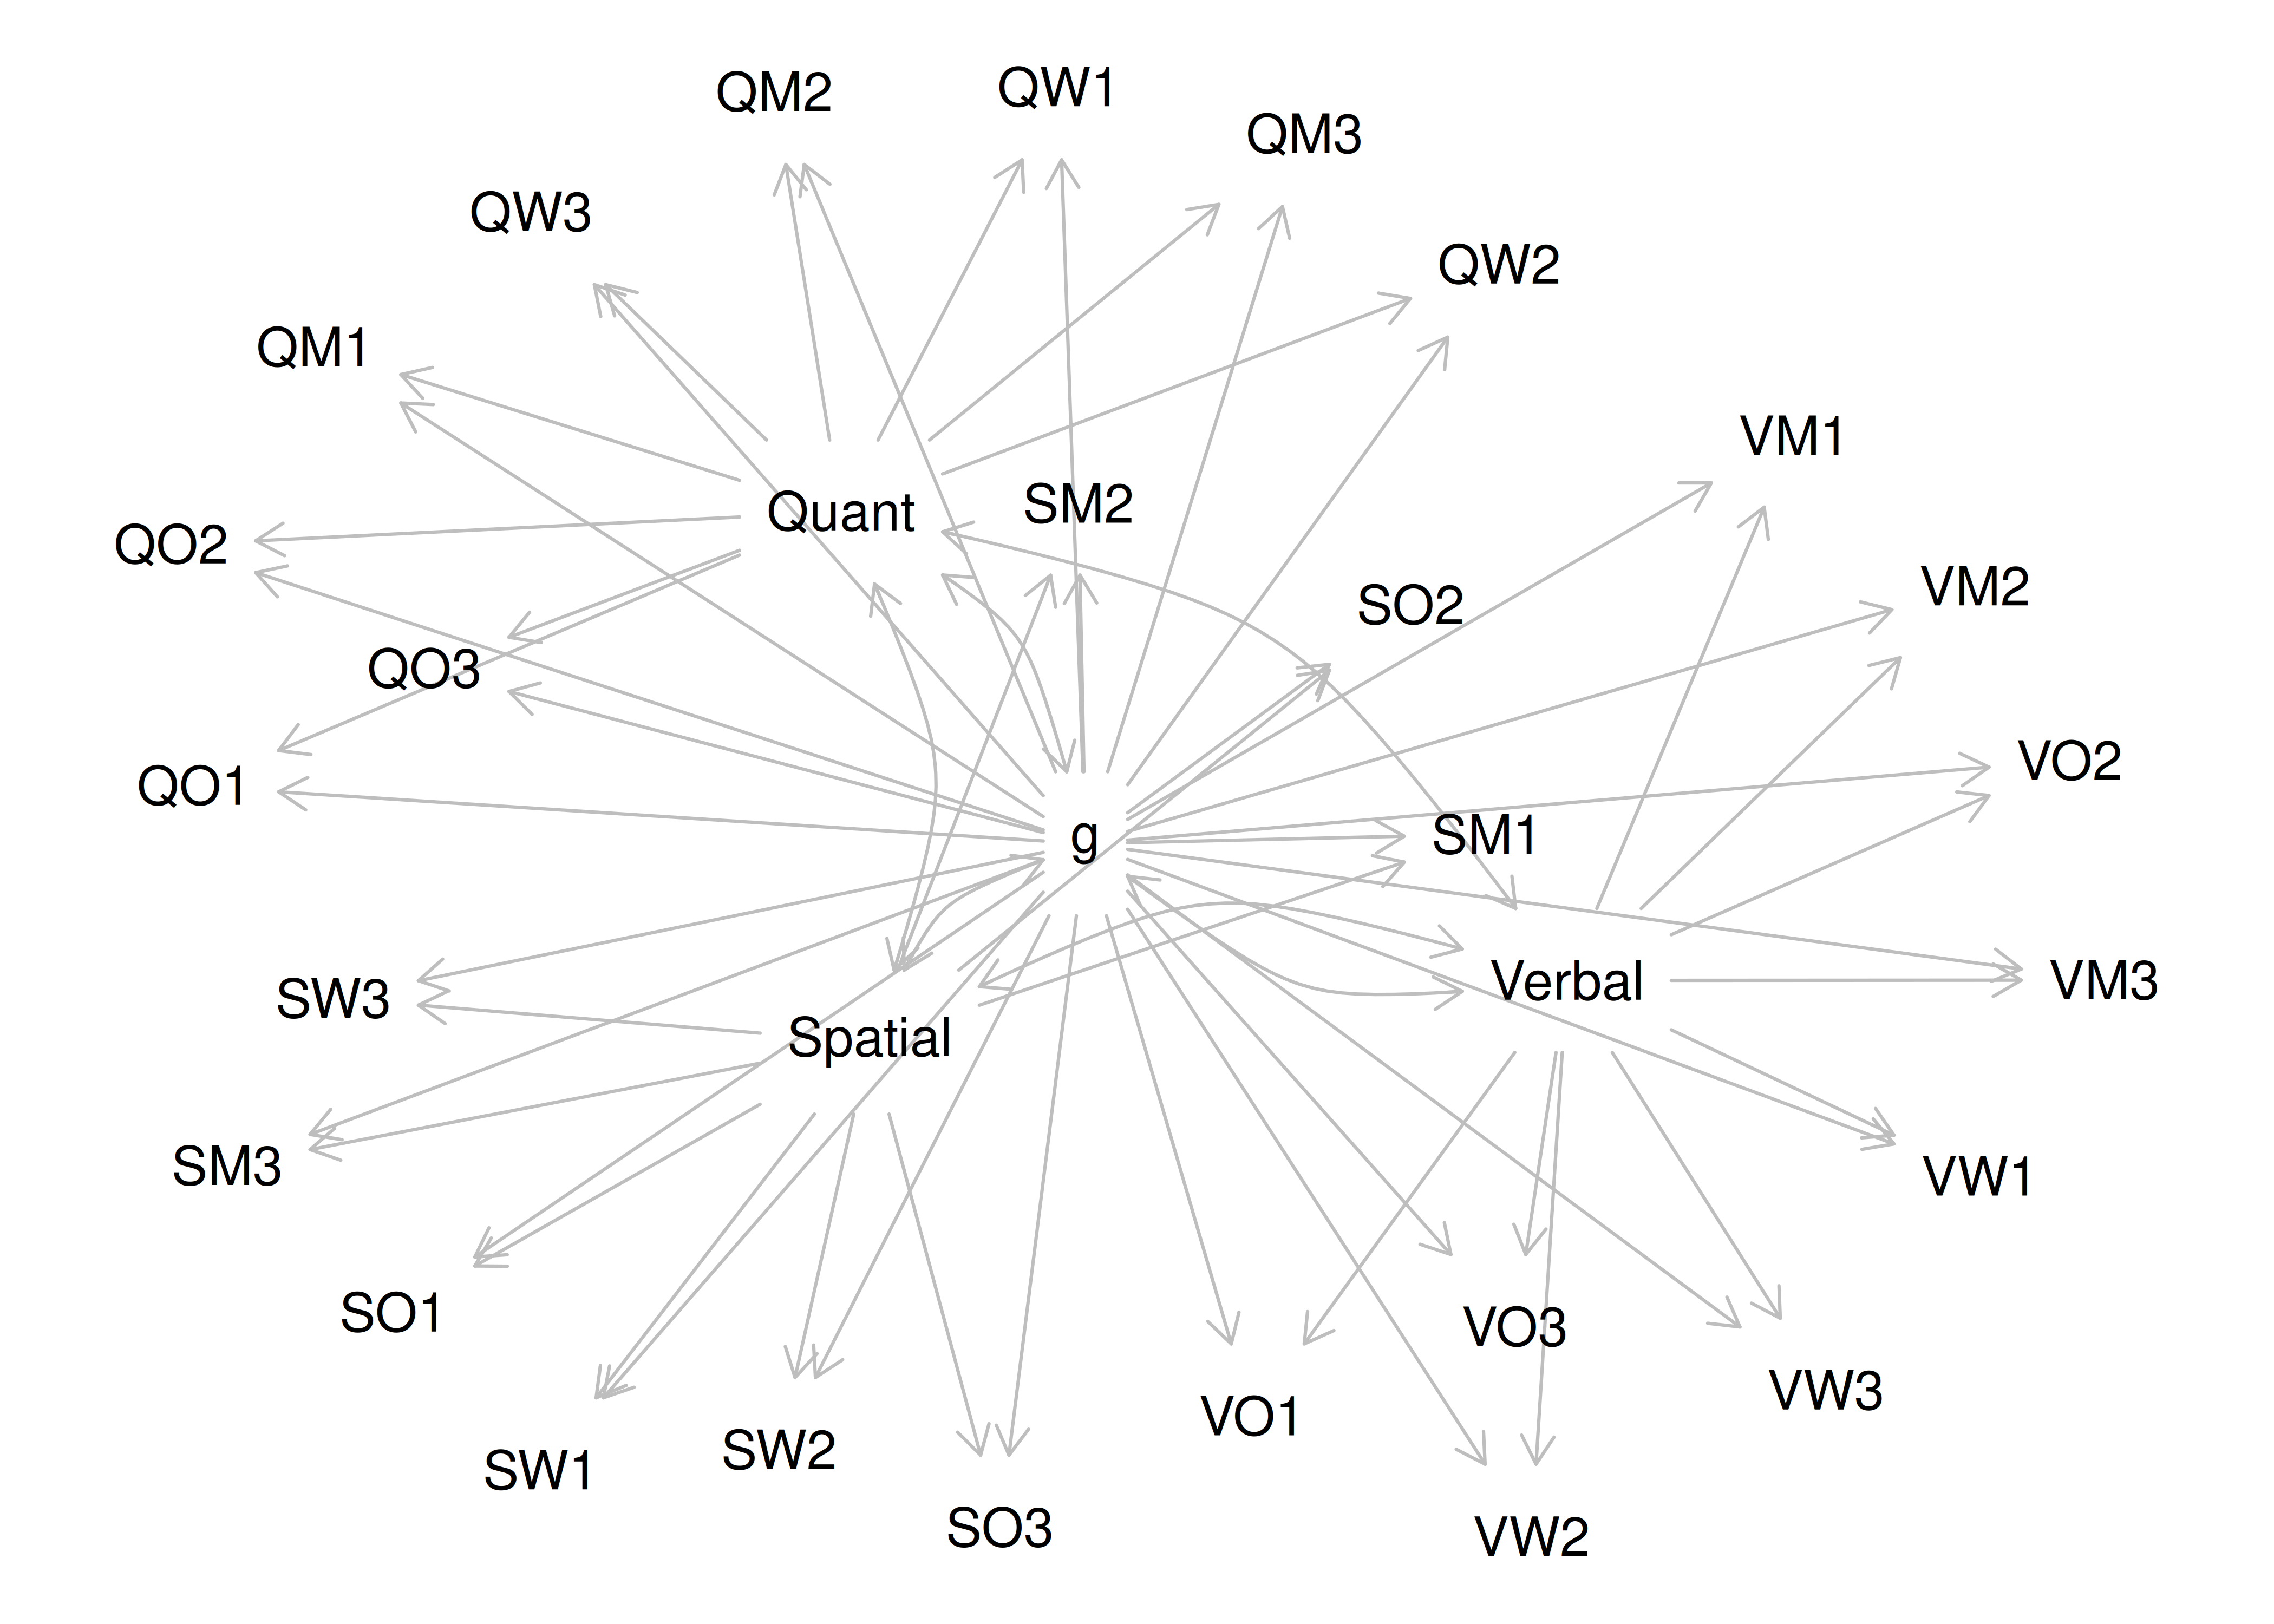 QW1
QM2
QM3
QW3
QW2
QM1
VM1
SM2
Quant
QO2
VM2
SO2
QO3
VO2
QO1
SM1
g
Verbal
VM3
SW3
Spatial
SM3
VW1
SO1
VO3
VW3
VO1
SW2
SW1
SO3
VW2